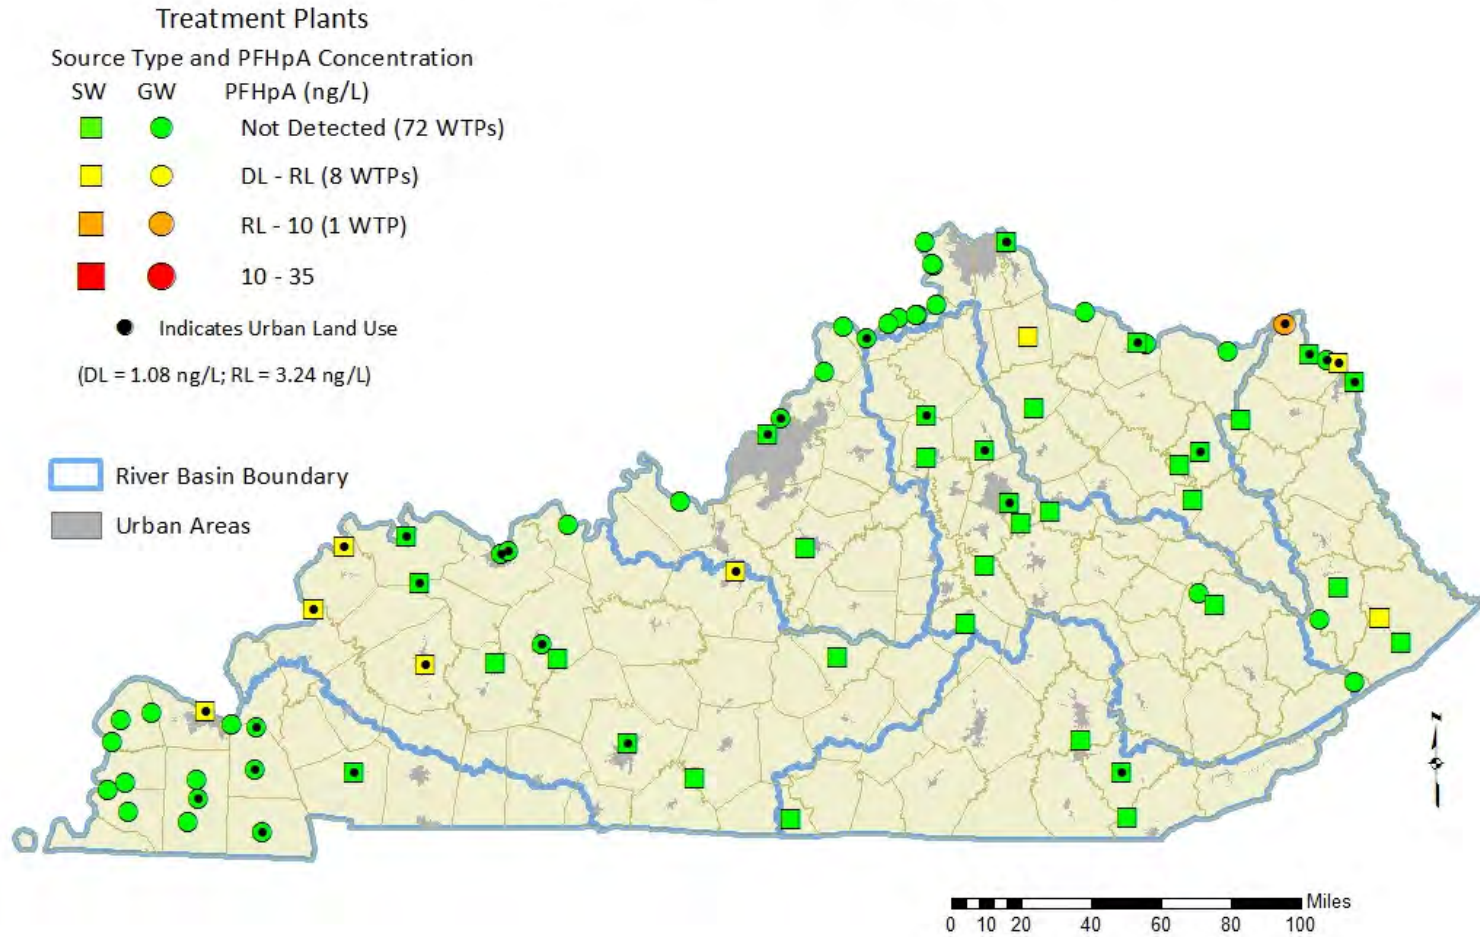 Treatment Plants
Source Type and PFHpA Concentration
SW GW PFHpA (ng/L)
Not Detected (72 WTPs)
DL - RL (8 WTPs)
RL - 10 (1 WTP)
10 - 35
Indicates Urban Land Use
(DL = 1.08 ng/L; RL = 3.24 ng/L)
River Basin Boundary
Urban Areas
N
Miles
0 10 20 40 60 80 100